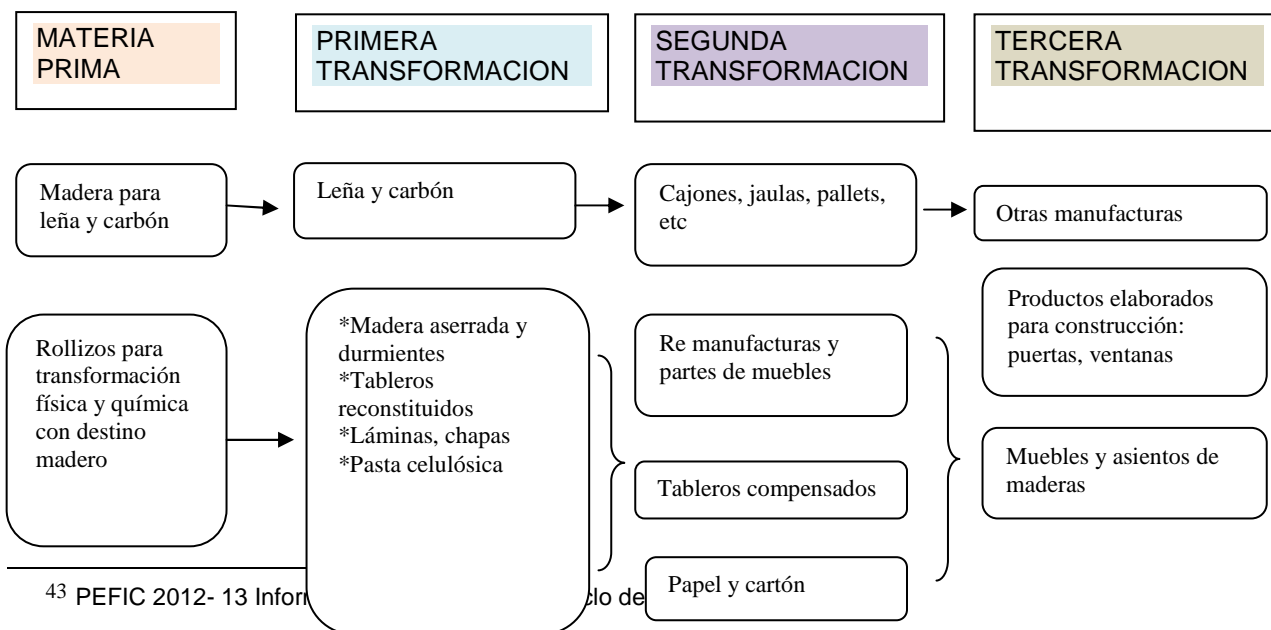 MATERIA
PRIMA
PRIMERA
TRANSFORMACION
SEGUNDA
TRANSFORMACION
TERCERA
TRANSFORMACION
Madera para
leña y carbón
Leña y carbón
Cajones, jaulas, pallets,
etc
Otras manufacturas
Rollizos para
transformación
física y química
con destino
madero
*Madera aserrada y
durmientes
*Tableros
reconstituidos
*Láminas, chapas
*Pasta celulósica
Re manufacturas y
partes de muebles
Tableros compensados
Papel y cartón
Productos elaborados
para construcción:
puertas, ventanas
Muebles y asientos de
maderas
43 PEFIC 2012- 13 de